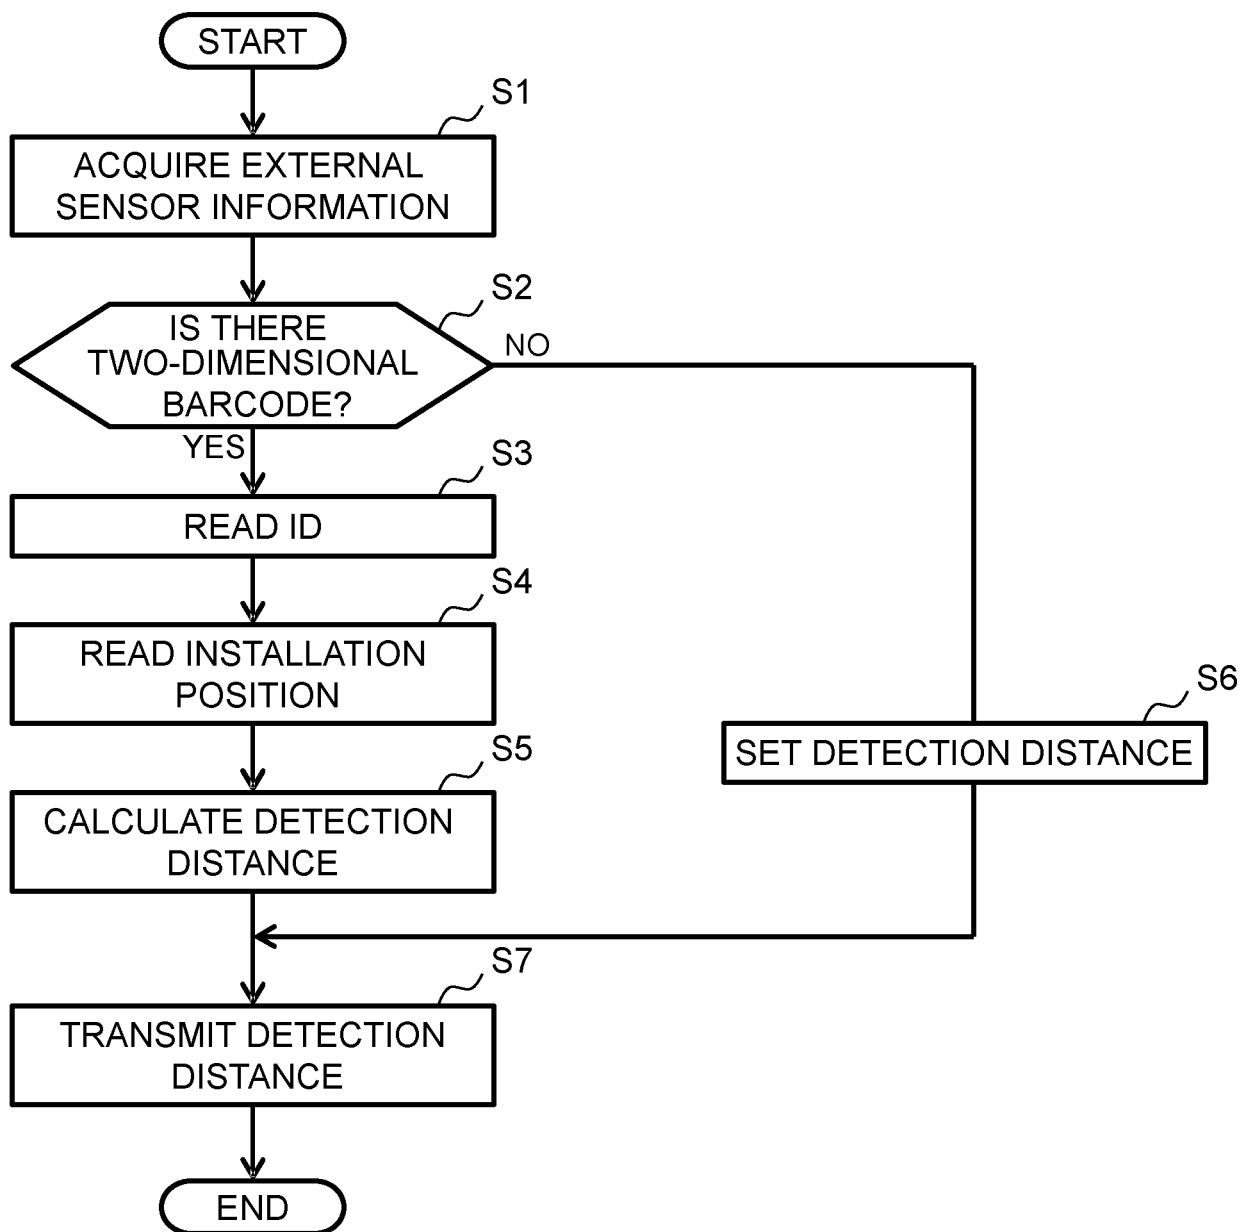 START
S1
ACQUIRE EXTERNAL
SENSOR INFORMATION
S2
IS THERE
TWO-DIMENSIONAL
BARCODE?
NO
YES
S3
READ ID
S4
READ INSTALLATION
POSITION
S6
SET DETECTION DISTANCE
S5
CALCULATE DETECTION
DISTANCE
S7
TRANSMIT DETECTION
DISTANCE
END